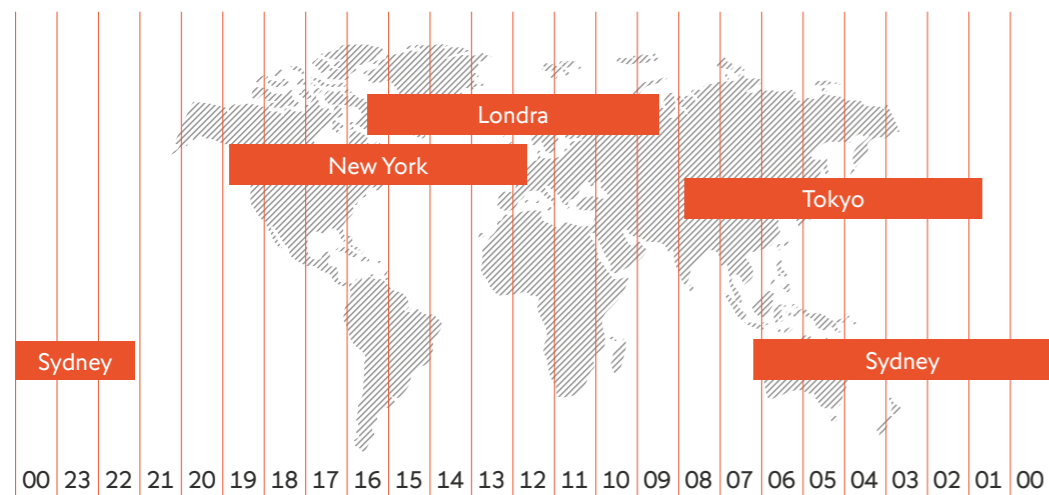 Londra
New York
Tokyo
Sydney Sydney
00 23 22 21 20 19 18 17 16 15 14 13 12 11 10 09 08 07 06 05 04 03 02 01 00